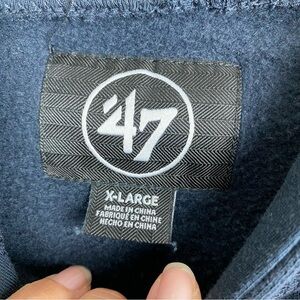 '47
X-LARGE
MADE IN CHINA
FABRIQUÉ EN CHINE
HECHO EN CHINA